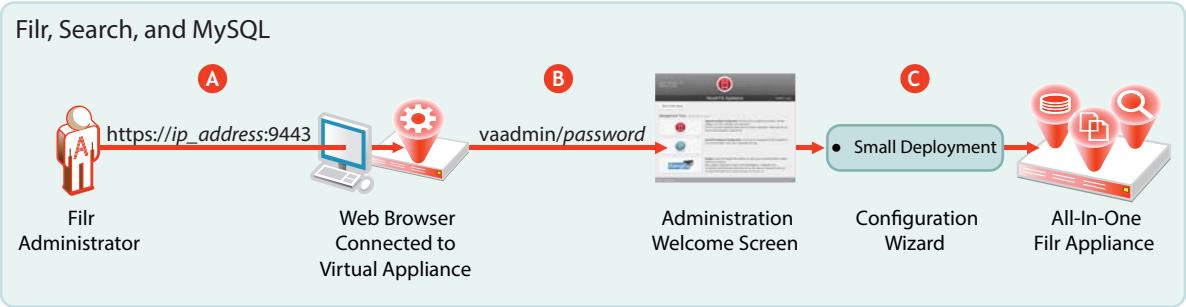 Filr, Search, and MySQL
A
B
C
A
https://ip_address:9443
vaadmin/password
• Small Deployment
Filr
Administrator
Web Browser
Connected to
Virtual Appliance
Administration
Welcome Screen
Configuration
Wizard
All-In-One
Filr Appliance